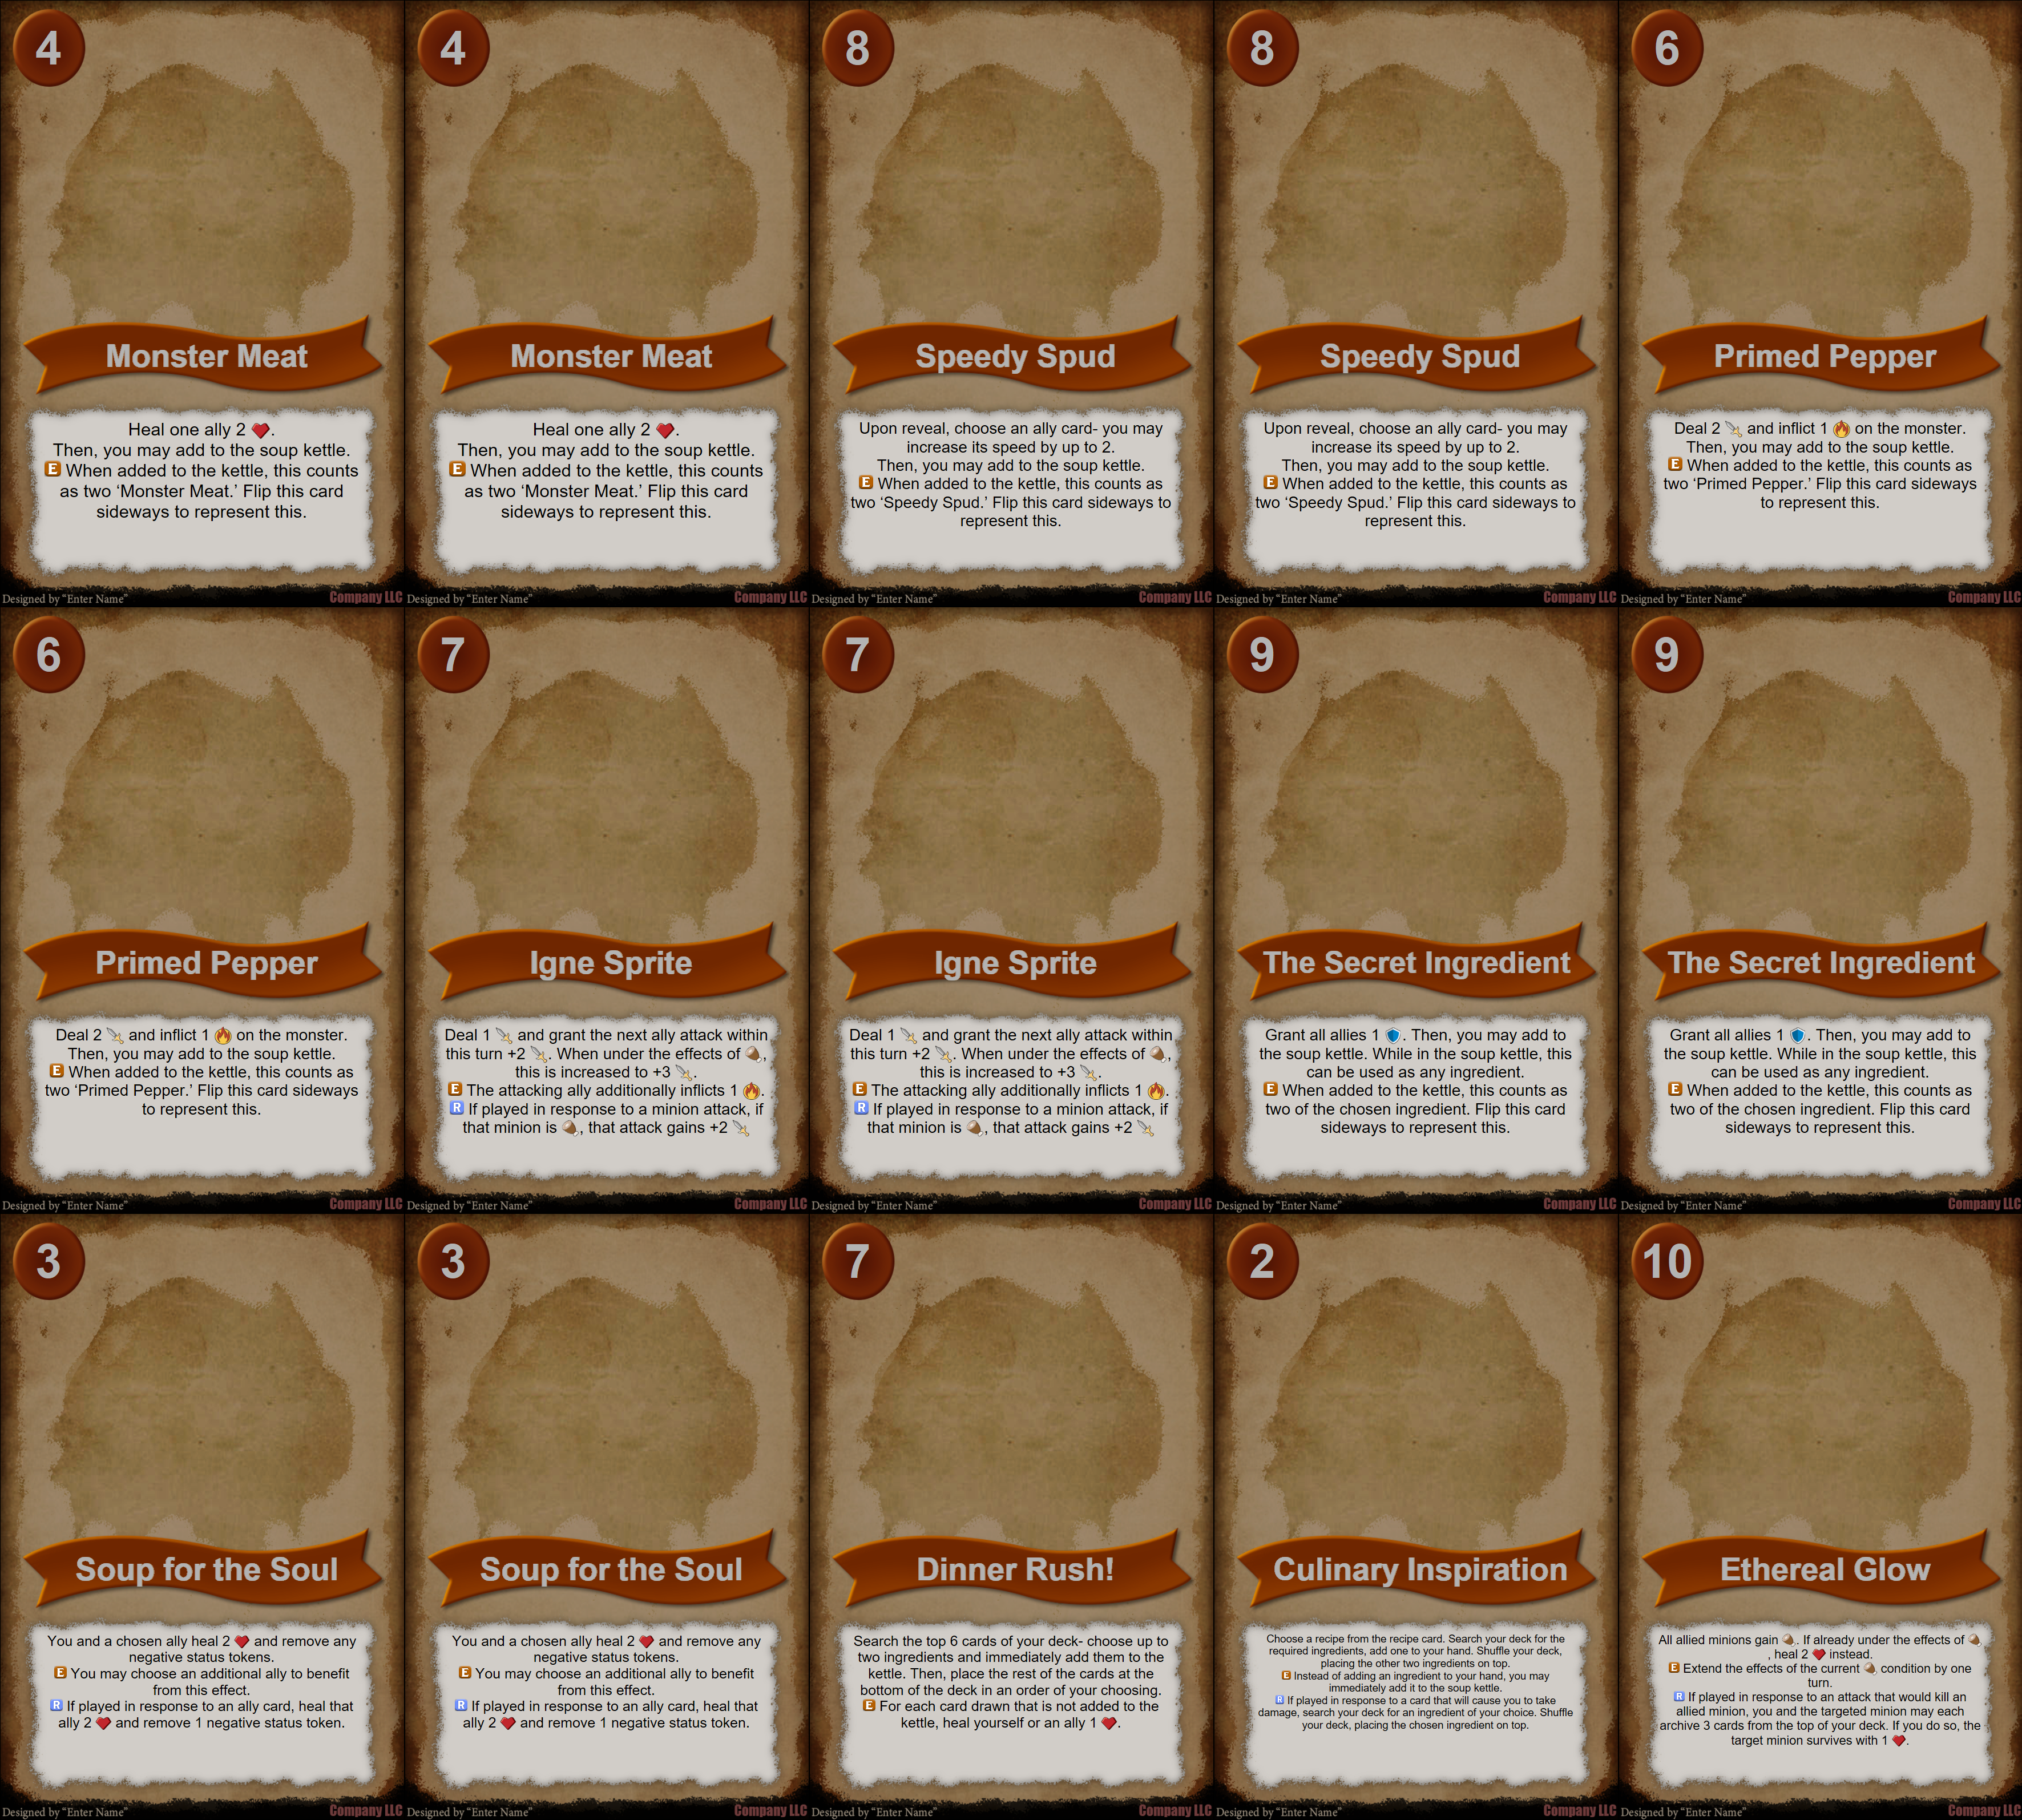 4
Monster Meat
Heal one ally 2 ❤.
Then, you may add to the soup kettle.
E When added to the kettle, this counts
as two ‘Monster Meat.’ Flip this card
sideways to represent this.
Designed by “Enter Name”
Company LLC
4
Monster Meat
Heal one ally 2 ❤.
Then, you may add to the soup kettle.
E When added to the kettle, this counts
as two ‘Monster Meat.’ Flip this card
sideways to represent this.
Designed by “Enter Name”
Company LLC
8
Speedy Spud
Upon reveal, choose an ally card- you may
increase its speed by up to 2.
Then, you may add to the soup kettle.
E When added to the kettle, this counts as
two ‘Speedy Spud.’ Flip this card sideways to
represent this.
Designed by “Enter Name”
Company LLC
8
Speedy Spud
Upon reveal, choose an ally card- you may
increase its speed by up to 2.
Then, you may add to the soup kettle.
E When added to the kettle, this counts as
two ‘Speedy Spud.’ Flip this card sideways to
represent this.
Designed by “Enter Name”
Company LLC
6
Primed Pepper
Deal 2 🗡 and inflict 1 🔥 on the monster.
Then, you may add to the soup kettle.
E When added to the kettle, this counts as
two ‘Primed Pepper.’ Flip this card sideways
to represent this.
Designed by “Enter Name”
Company LLC
6
Primed Pepper
Deal 2 🗡 and inflict 1 🔥 on the monster.
Then, you may add to the soup kettle.
E When added to the kettle, this counts as
two ‘Primed Pepper.’ Flip this card sideways
to represent this.
Designed by “Enter Name”
Company LLC
7
Igne Sprite
Deal 1 🗡 and grant the next ally attack within
this turn +2 🗡. When under the effects of 🍗,
this is increased to +3 🗡.
E The attacking ally additionally inflicts 1 🔥.
R If played in response to a minion attack, if
that minion is 🍗, that attack gains +2 🗡
Designed by “Enter Name”
Company LLC
7
Igne Sprite
Deal 1 🗡 and grant the next ally attack within
this turn +2 🗡. When under the effects of 🍗,
this is increased to +3 🗡.
E The attacking ally additionally inflicts 1 🔥.
R If played in response to a minion attack, if
that minion is 🍗, that attack gains +2 🗡
Designed by “Enter Name”
Company LLC
9
The Secret Ingredient
Grant all allies 1 🛡. Then, you may add to
the soup kettle. While in the soup kettle, this
can be used as any ingredient.
E When added to the kettle, this counts as
two of the chosen ingredient. Flip this card
sideways to represent this.
Designed by “Enter Name”
Company LLC
9
The Secret Ingredient
Grant all allies 1 🛡. Then, you may add to
the soup kettle. While in the soup kettle, this
can be used as any ingredient.
E When added to the kettle, this counts as
two of the chosen ingredient. Flip this card
sideways to represent this.
Designed by “Enter Name”
Company LLC
3
Soup for the Soul
You and a chosen ally heal 2 ❤ and remove any
negative status tokens.
E You may choose an additional ally to benefit
from this effect.
R If played in response to an ally card, heal that
ally 2 ❤ and remove 1 negative status token.
Designed by “Enter Name”
Company LLC
3
Soup for the Soul
You and a chosen ally heal 2 ❤ and remove any
negative status tokens.
E You may choose an additional ally to benefit
from this effect.
R If played in response to an ally card, heal that
ally 2 ❤ and remove 1 negative status token.
Designed by “Enter Name”
Company LLC
7
Dinner Rush!
Search the top 6 cards of your deck- choose up to
two ingredients and immediately add them to the
kettle. Then, place the rest of the cards at the
bottom of the deck in an order of your choosing.
E For each card drawn that is not added to the
kettle, heal yourself or an ally 1 ❤.
Designed by “Enter Name”
Company LLC
2
Culinary Inspiration
Choose a recipe from the recipe card. Search your deck for the
required ingredients, add one to your hand. Shuffle your deck,
placing the other two ingredients on top.
E Instead of adding an ingredient to your hand, you may
immediately add it to the soup kettle.
R If played in response to a card that will cause you to take
damage, search your deck for an ingredient of your choice. Shuffle
your deck, placing the chosen ingredient on top.
Designed by “Enter Name”
Company LLC
10
Ethereal Glow
All allied minions gain 🍗. If already under the effects of 🍗
, heal 2 ❤ instead.
E Extend the effects of the current 🍗 condition by one
turn.
R If played in response to an attack that would kill an
allied minion, you and the targeted minion may each
archive 3 cards from the top of your deck. If you do so, the
target minion survives with 1 ❤.
Designed by “Enter Name”
Company LLC